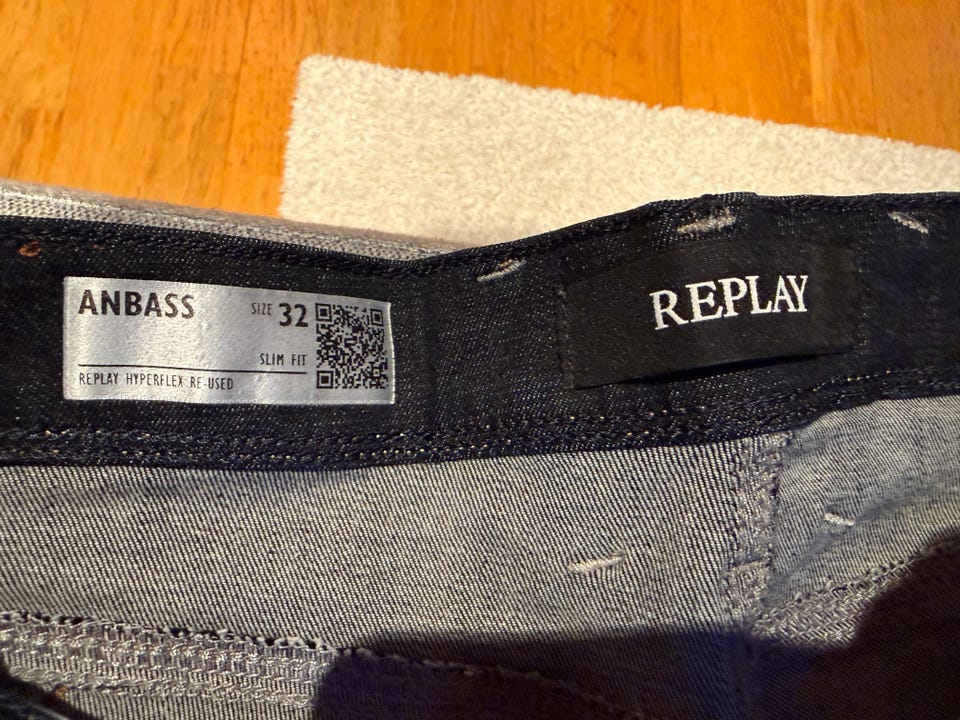 ANBASS
SIZE 32
SLIM FIT
REPLAY HYPERFLEX RE-USED
REPLAY